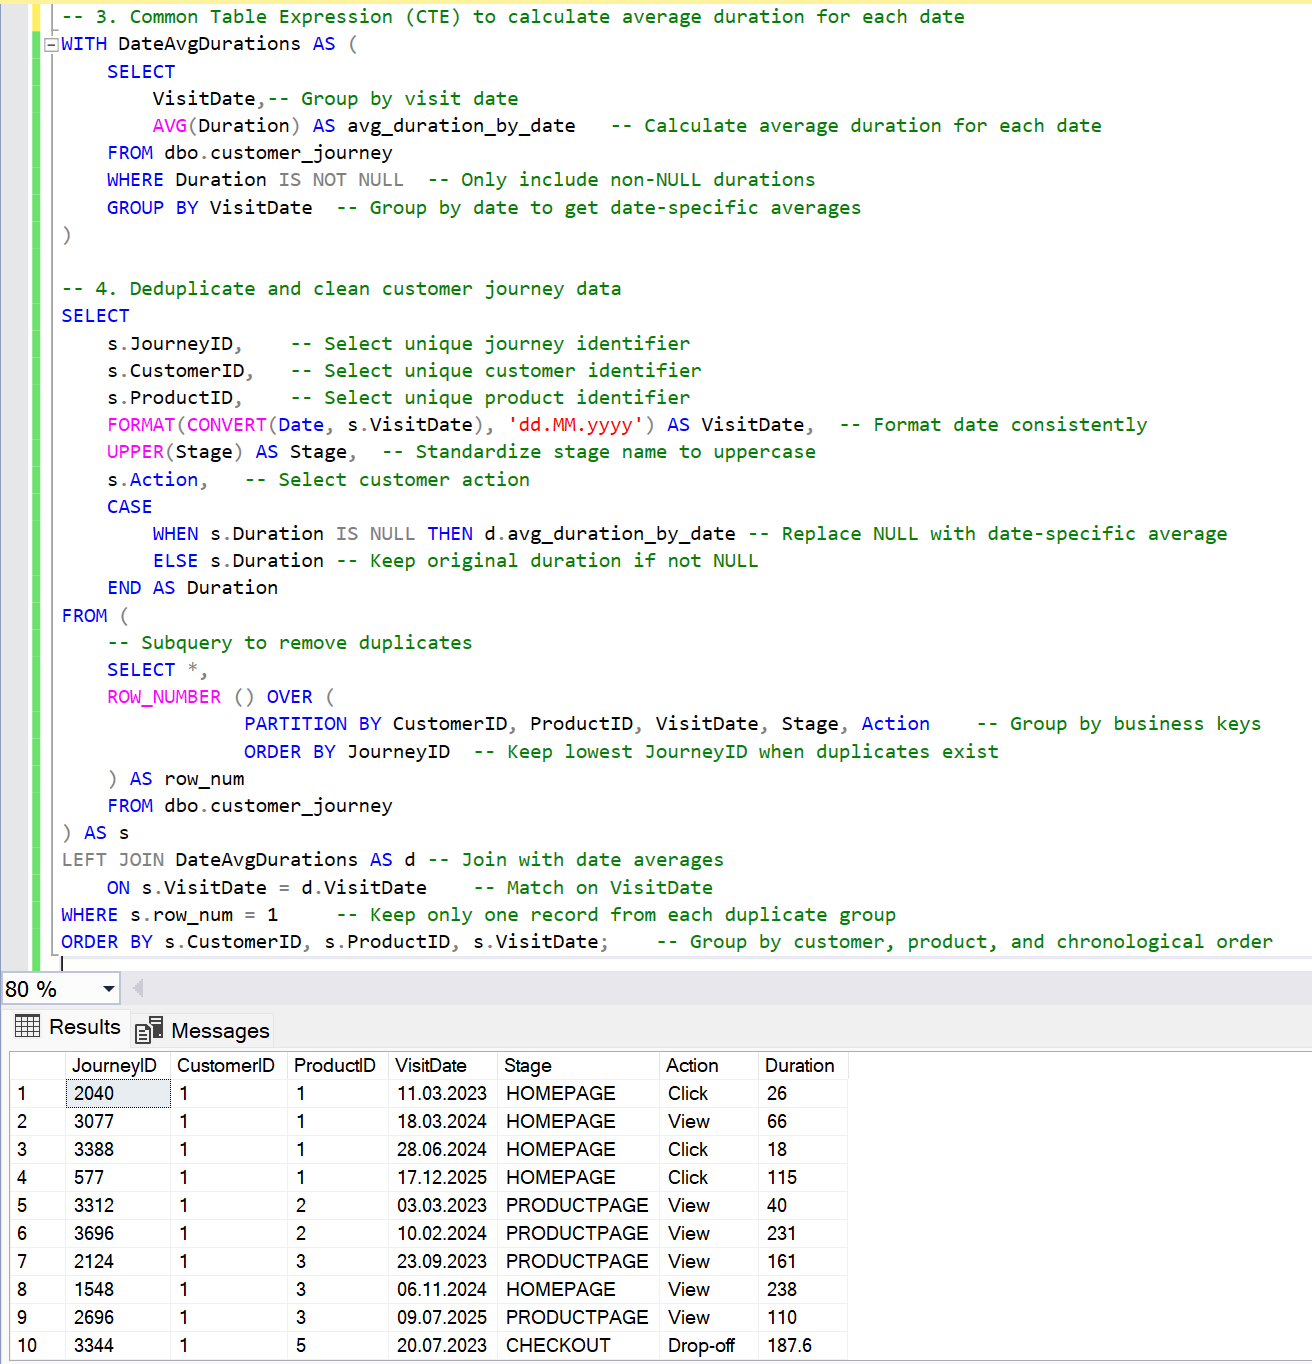 -- 3. Common Table Expression (CTE) to calculate average duration for each date
WITH DateAvgDurations AS (
    SELECT
        VisitDate,-- Group by visit date
        AVG(Duration) AS avg_duration_by_date   -- Calculate average duration for each date
    FROM dbo.customer_journey
    WHERE Duration IS NOT NULL  -- Only include non-NULL durations
    GROUP BY VisitDate  -- Group by date to get date-specific averages
)
-- 4. Deduplicate and clean customer journey data
SELECT
    s.JourneyID,    -- Select unique journey identifier
    s.CustomerID,   -- Select unique customer identifier
    s.ProductID,    -- Select unique product identifier
    FORMAT(CONVERT(Date, s.VisitDate), 'dd.MM.yyyy') AS VisitDate,  -- Format date consistently
    UPPER(Stage) AS Stage,  -- Standardize stage name to uppercase
    s.Action,   -- Select customer action
    CASE
        WHEN s.Duration IS NULL THEN d.avg_duration_by_date -- Replace NULL with date-specific average
        ELSE s.Duration -- Keep original duration if not NULL
    END AS Duration
FROM (
    -- Subquery to remove duplicates
    SELECT *,
    ROW_NUMBER () OVER (
                PARTITION BY CustomerID, ProductID, VisitDate, Stage, Action    -- Group by business keys
                ORDER BY JourneyID  -- Keep lowest JourneyID when duplicates exist
    ) AS row_num
    FROM dbo.customer_journey
) AS s
LEFT JOIN DateAvgDurations AS d -- Join with date averages
    ON s.VisitDate = d.VisitDate    -- Match on VisitDate
WHERE s.row_num = 1     -- Keep only one record from each duplicate group
ORDER BY s.CustomerID, s.ProductID, s.VisitDate;    -- Group by customer, product, and chronological order
80 %
Results Messages
JourneyID CustomerID ProductID VisitDate Stage Action Duration
1 2040 1 1 11.03.2023 HOMEPAGE Click 26
2 3077 1 1 18.03.2024 HOMEPAGE View 66
3 3388 1 1 28.06.2024 HOMEPAGE Click 18
4 577 1 1 17.12.2025 HOMEPAGE Click 115
5 3312 1 2 03.03.2023 PRODUCTPAGE View 40
6 3696 1 2 10.02.2024 PRODUCTPAGE View 231
7 2124 1 3 23.09.2023 PRODUCTPAGE View 161
8 1548 1 3 06.11.2024 HOMEPAGE View 238
9 2696 1 3 09.07.2025 PRODUCTPAGE View 110
10 3344 1 5 20.07.2023 CHECKOUT Drop-off 187.6